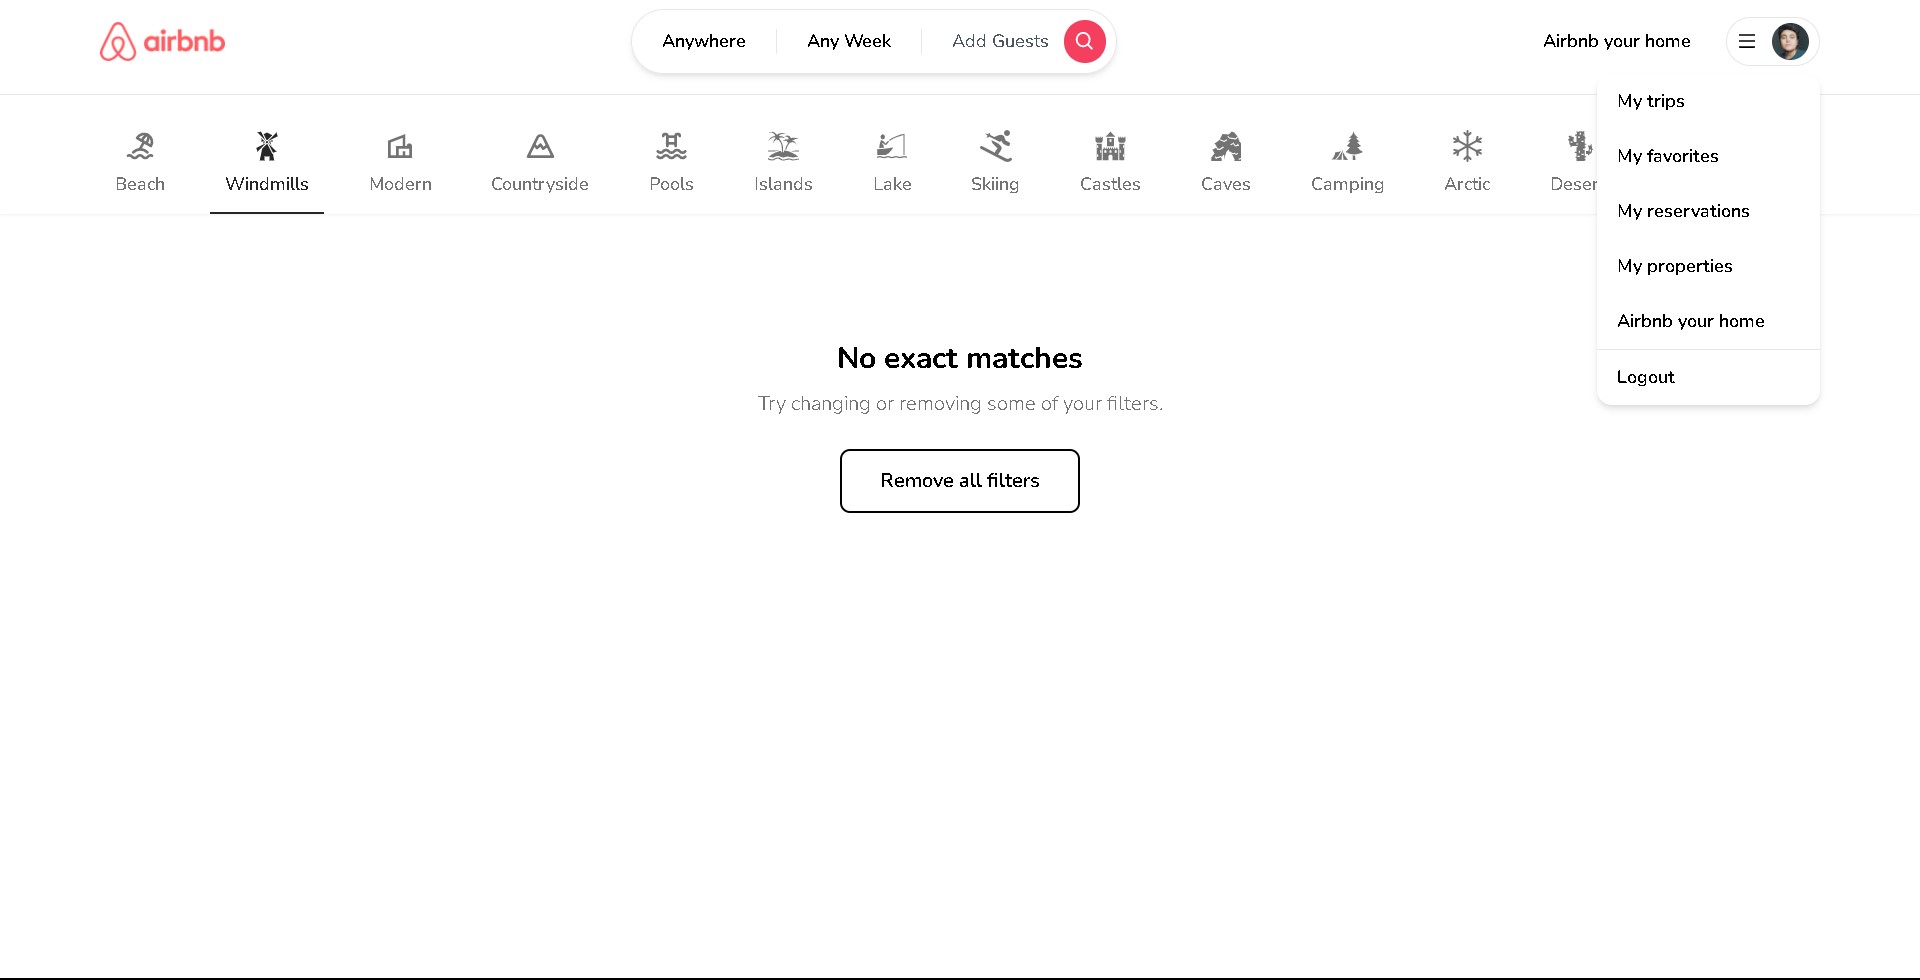 airbnb
Anywhere
Any Week
Add Guests
Airbnb your home
Beach
Windmills
Modern
Countryside
Pools
Islands
Lake
Skiing
Castles
Caves
Camping
Arctic
Deser
My trips
My favorites
My reservations
My properties
Airbnb your home
Logout
No exact matches
Try changing or removing some of your filters.
Remove all filters